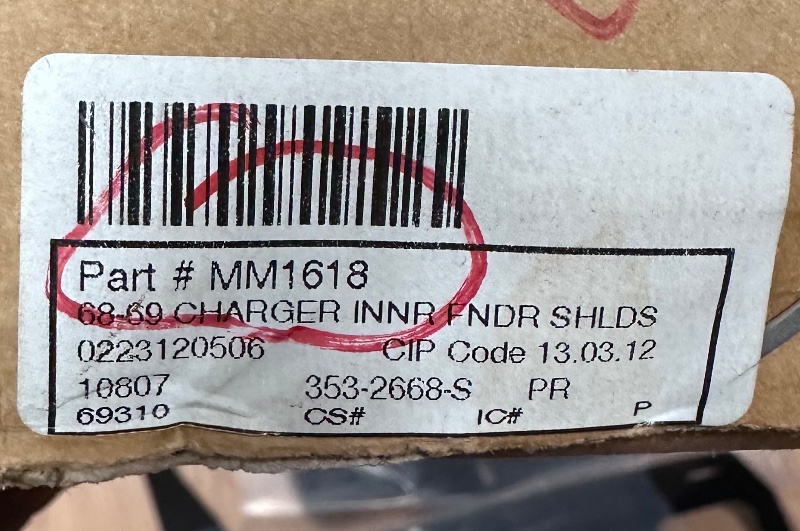 Part # MM1618
68-69 CHARGER INNR FNDR SHLDS
0223120506 CIP Code 13.03.12
10807 353-2668-S PR
69310 CS# IC# P